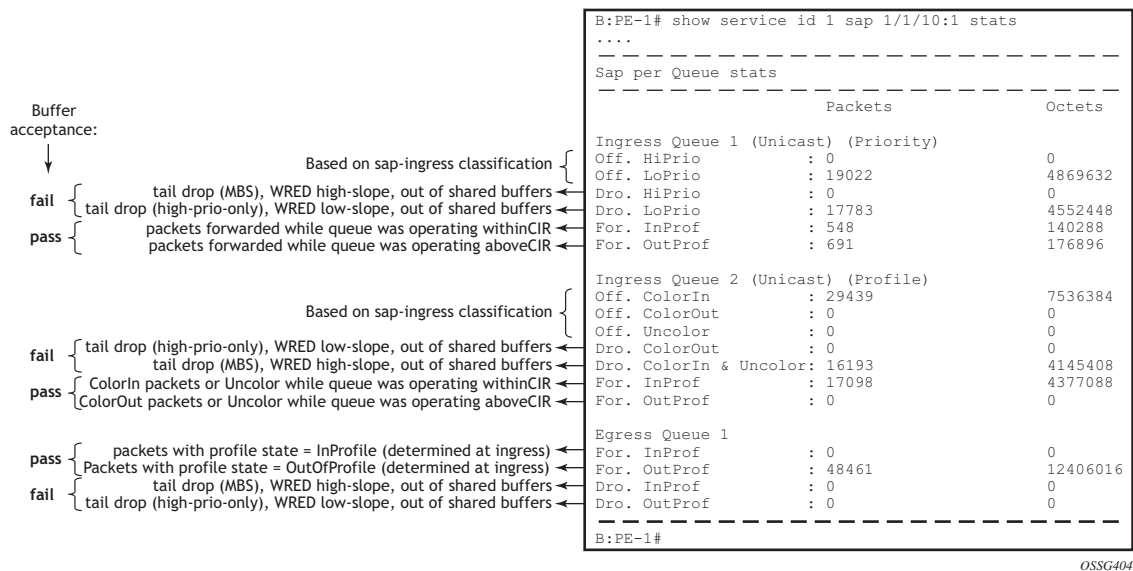 Buffer
acceptance:
Based on sap-ingress classification
fail
tail drop (MBS), WRED high-slope, out of shared buffers
tail drop (high-prio-only), WRED low-slope, out of shared buffers
pass
packets forwarded while queue was operating withinCIR
packets forwarded while queue was operating aboveCIR
Based on sap-ingress classification
fail
tail drop (high-prio-only), WRED low-slope, out of shared buffers
tail drop (MBS), WRED high-slope, out of shared buffers
pass
ColorIn packets or Uncolor while queue was operating withinCIR
ColorOut packets or Uncolor while queue was operating aboveCIR
pass
packets with profile state = InProfile (determined at ingress)
Packets with profile state = OutOfProfile (determined at ingress)
fail
tail drop (MBS), WRED high-slope, out of shared buffers
tail drop (high-prio-only), WRED low-slope, out of shared buffers
B:PE-1# show service id 1 sap 1/1/10:1 stats
....
Sap per Queue stats
Packets Octets
Ingress Queue 1 (Unicast) (Priority)
Off. HiPrio : 0 0
Off. LoPrio : 19022 4869632
Dro. HiPrio : 0 0
Dro. LoPrio : 17783 4552448
For. InProf : 548 140288
For. OutProf : 691 176896
Ingress Queue 2 (Unicast) (Profile)
Off. ColorIn : 29439 7536384
Off. ColorOut : 0 0
Off. Uncolor : 0 0
Dro. ColorOut : 0 0
Dro. ColorIn & Uncolor: 16193 4145408
For. InProf : 17098 4377088
For. OutProf : 0 0
Egress Queue 1
For. InProf : 0 0
For. OutProf : 48461 12406016
Dro. InProf : 0 0
Dro. OutProf : 0 0
B:PE-1#
OSSG404